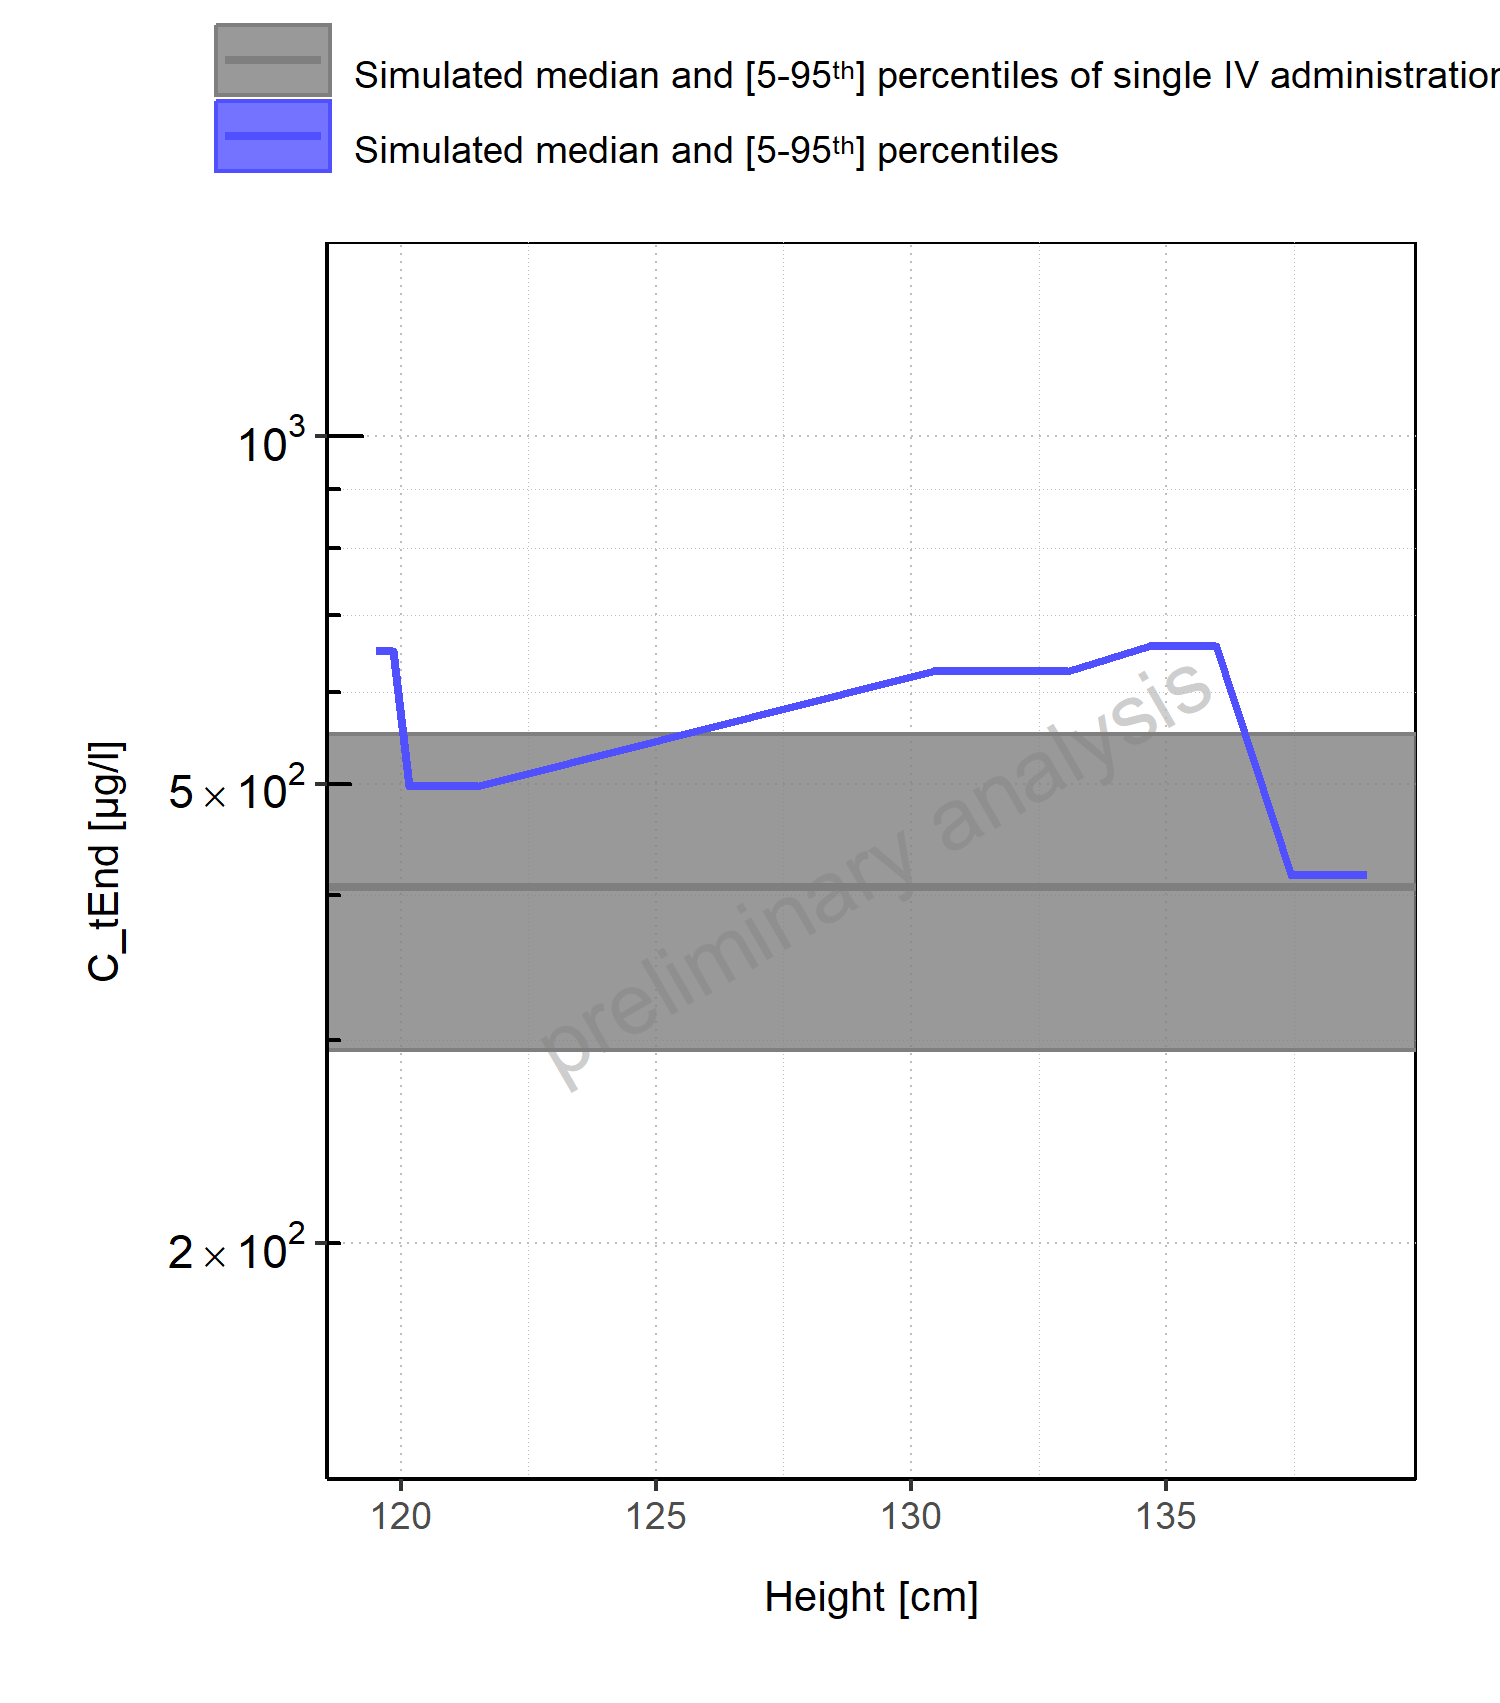 Simulated median and [5-95ᵗʰ] percentiles of single IV administration
Simulated median and [5-95ᵗʰ] percentiles
10³
5 × 10²
2 × 10²
C_tEnd [µg/l]
preliminary analysis
120 125 130 135
Height [cm]